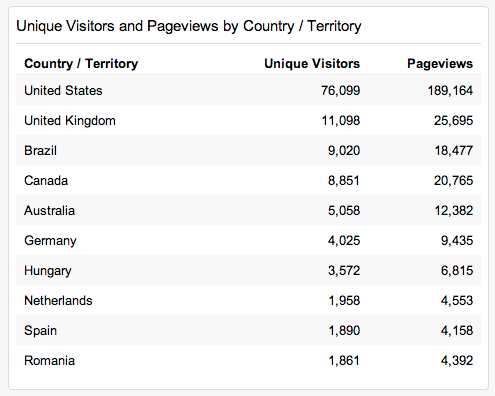 Unique Visitors and Pageviews by Country / Territory
Country / Territory Unique Visitors Pageviews
United States 76,099 189,164
United Kingdom 11,098 25,695
Brazil 9,020 18,477
Canada 8,851 20,765
Australia 5,058 12,382
Germany 4,025 9,435
Hungary 3,572 6,815
Netherlands 1,958 4,553
Spain 1,890 4,158
Romania 1,861 4,392